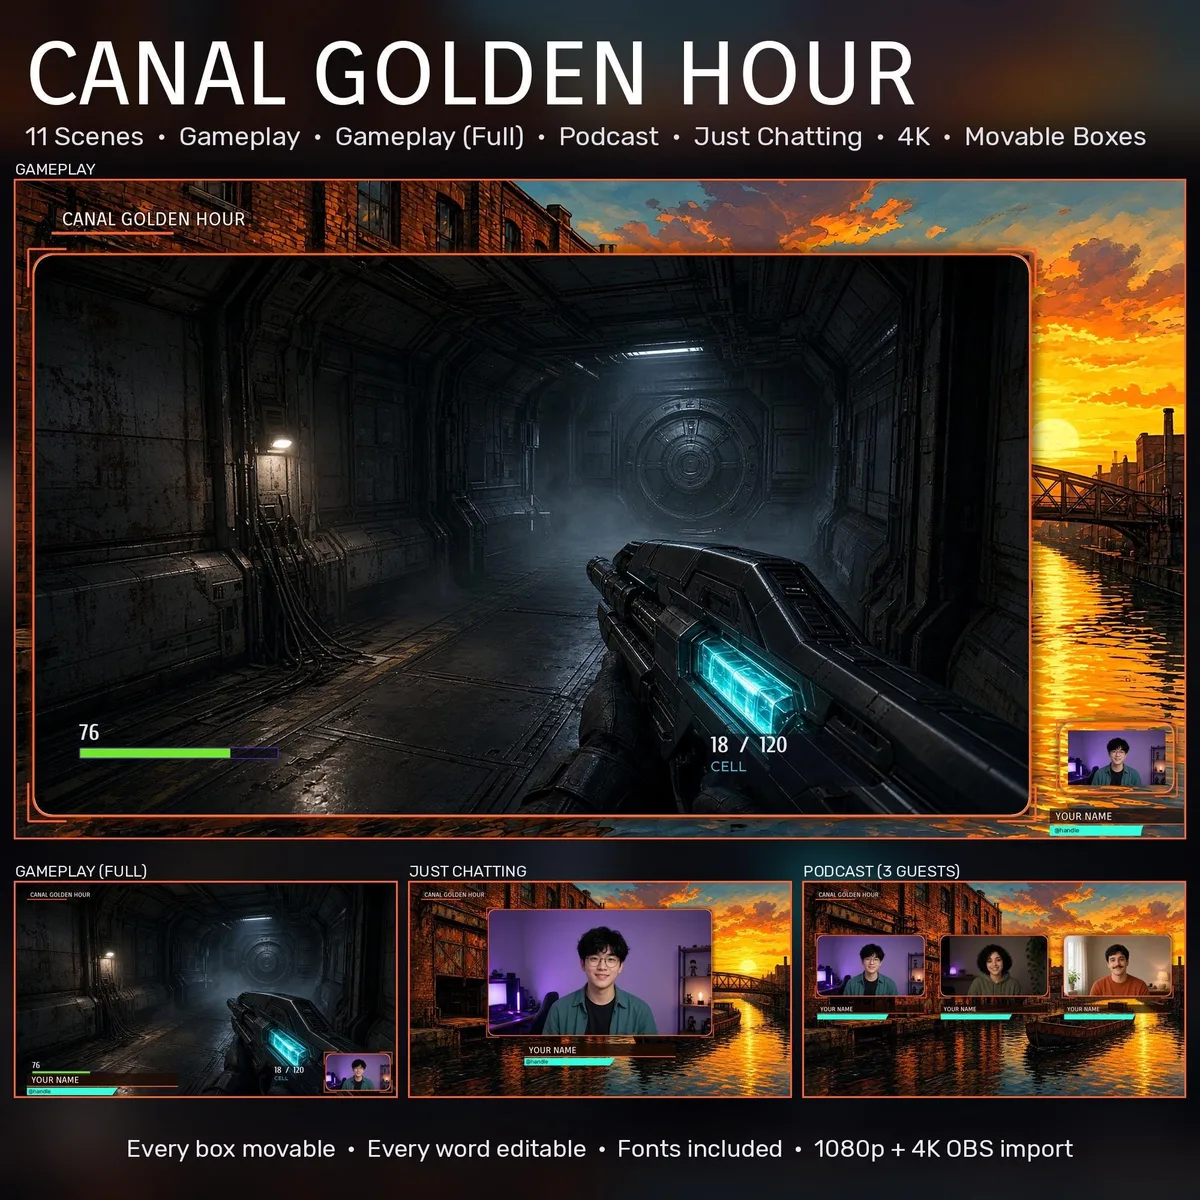 CANAL GOLDEN HOUR
11 Scenes • Gameplay • Gameplay (Full) • Podcast • Just Chatting • 4K • Movable Boxes
GAMEPLAY
CANAL GOLDEN HOUR
76
18 / 120
CELL
YOUR NAME
@handle
GAMEPLAY (FULL)
CANAL GOLDEN HOUR
76
18 / 120
CELL
YOUR NAME
@handle
JUST CHATTING
CANAL GOLDEN HOUR
YOUR NAME
@handle
PODCAST (3 GUESTS)
CANAL GOLDEN HOUR
YOUR NAME
YOUR NAME
YOUR NAME
Every box movable • Every word editable • Fonts included • 1080p + 4K OBS import